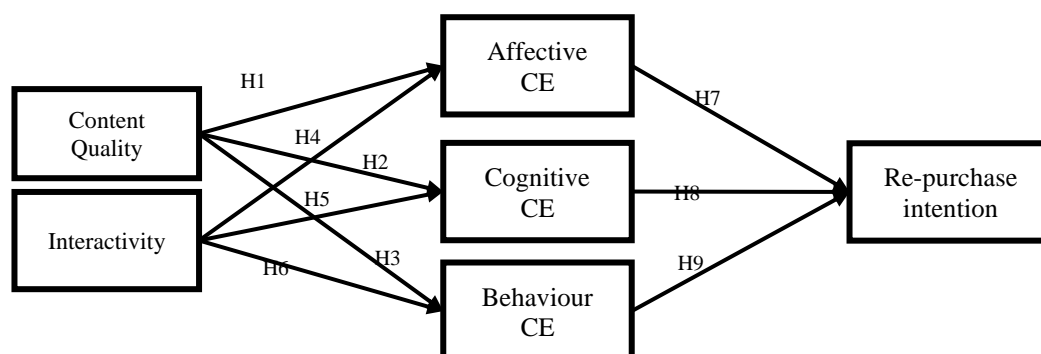 Content
Quality
Interactivity
H1
H4
H2
H5
H3
H6
Affective
CE
Cognitive
CE
Behaviour
CE
H7
H8
H9
Re-purchase
intention